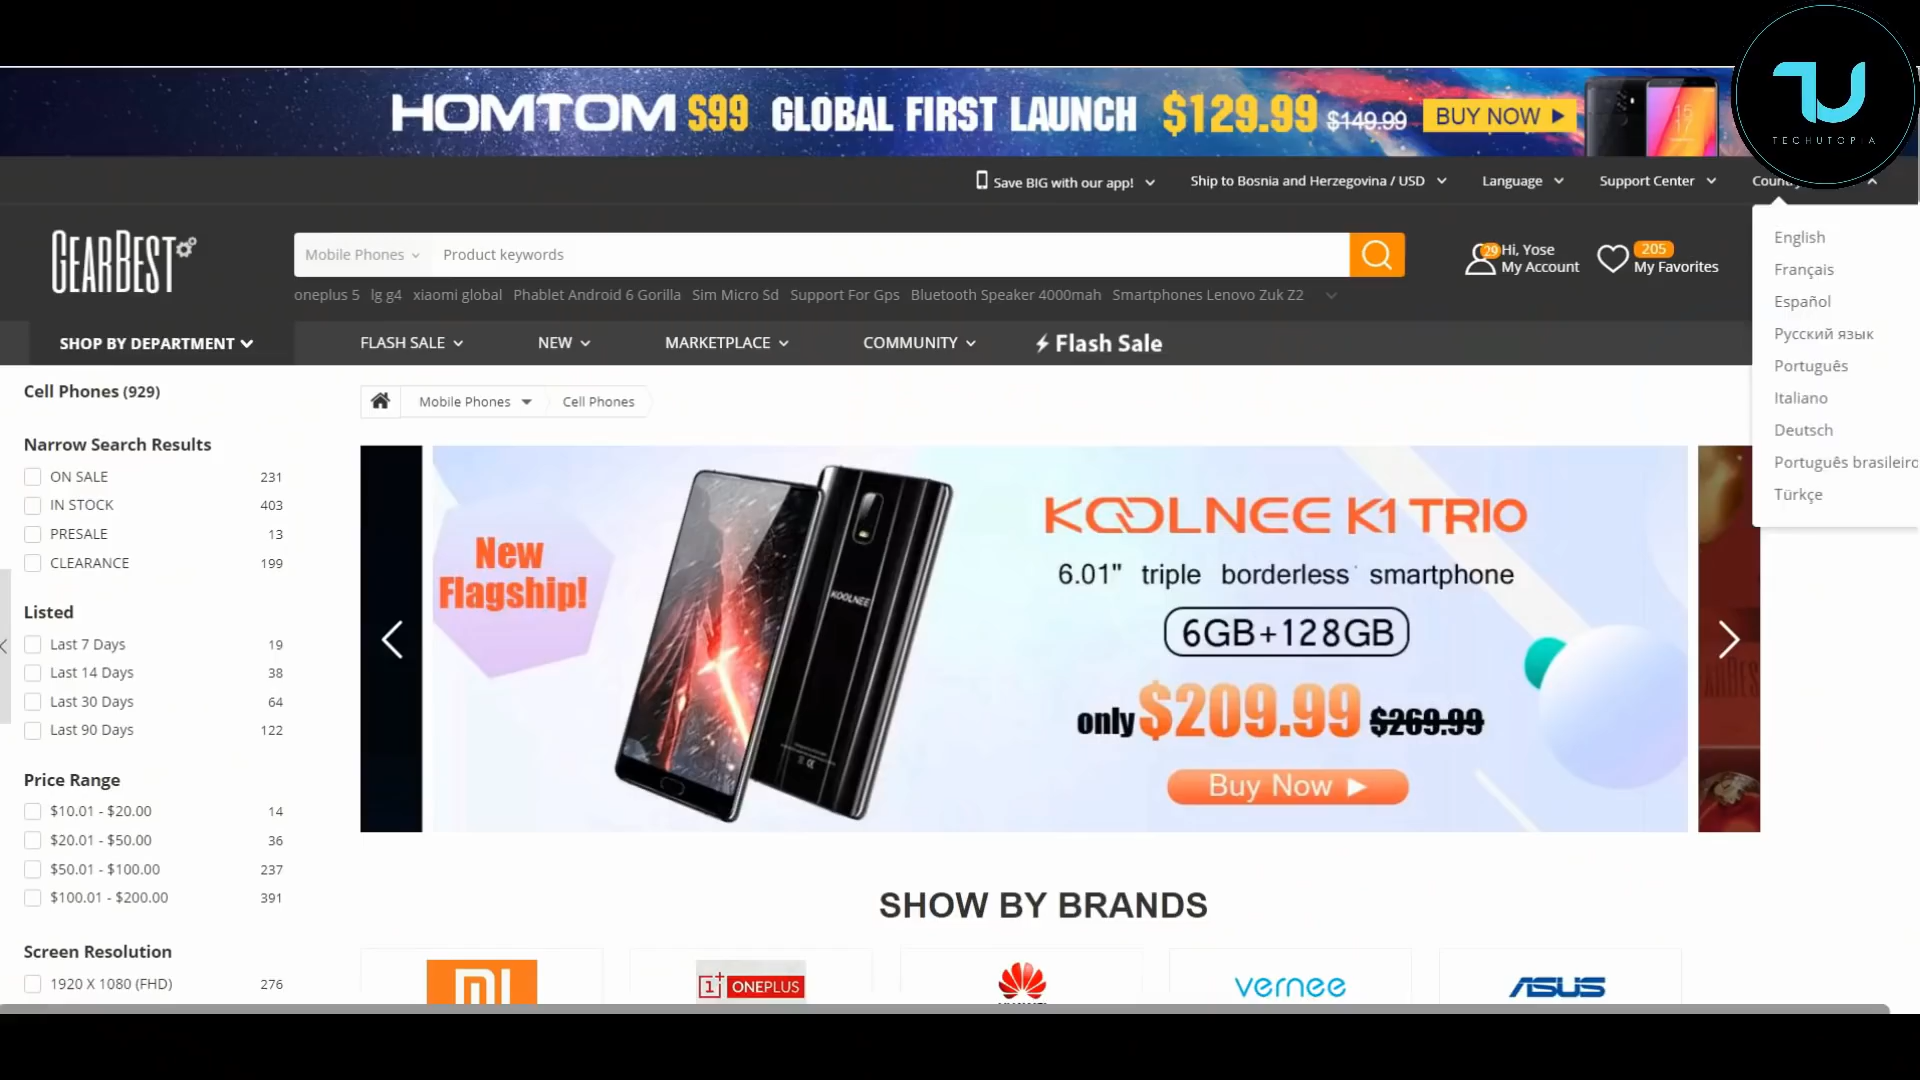 HOMTOM S99 GLOBAL FIRST LAUNCH $129.99 $149.99 BUY NOW
TECHUTOPIA
Save BIG with our app! Ship to Bosnia and Herzegovina / USD Language Support Center
English
Français
Español
Русский язык
Português
Italiano
Deutsch
Português brasileiro
Türkçe
GEARBEST
Mobile Phones Product keywords
29 Hi, Yose
My Account
205
My Favorites
oneplus 5 lg g4 xiaomi global Phablet Android 6 Gorilla Sim Micro Sd Support For Gps Bluetooth Speaker 4000mah Smartphones Lenovo Zuk Z2
SHOP BY DEPARTMENT FLASH SALE NEW MARKETPLACE COMMUNITY Flash Sale
Cell Phones (929)
Narrow Search Results
ON SALE 231
IN STOCK 403
PRESALE 13
CLEARANCE 199
Listed
Last 7 Days 19
Last 14 Days 38
Last 30 Days 64
Last 90 Days 122
Price Range
$10.01 - $20.00 14
$20.01 - $50.00 36
$50.01 - $100.00 237
$100.01 - $200.00 391
Screen Resolution
1920 X 1080 (FHD) 276
Mobile Phones Cell Phones
New
Flagship!
KOOLNEE
KOOLNEE K1 TRIO
6.01" triple borderless smartphone
6GB+128GB
only $209.99 $269.99
Buy Now
SHOW BY BRANDS
MI
1+ ONEPLUS
vernee
ASUS